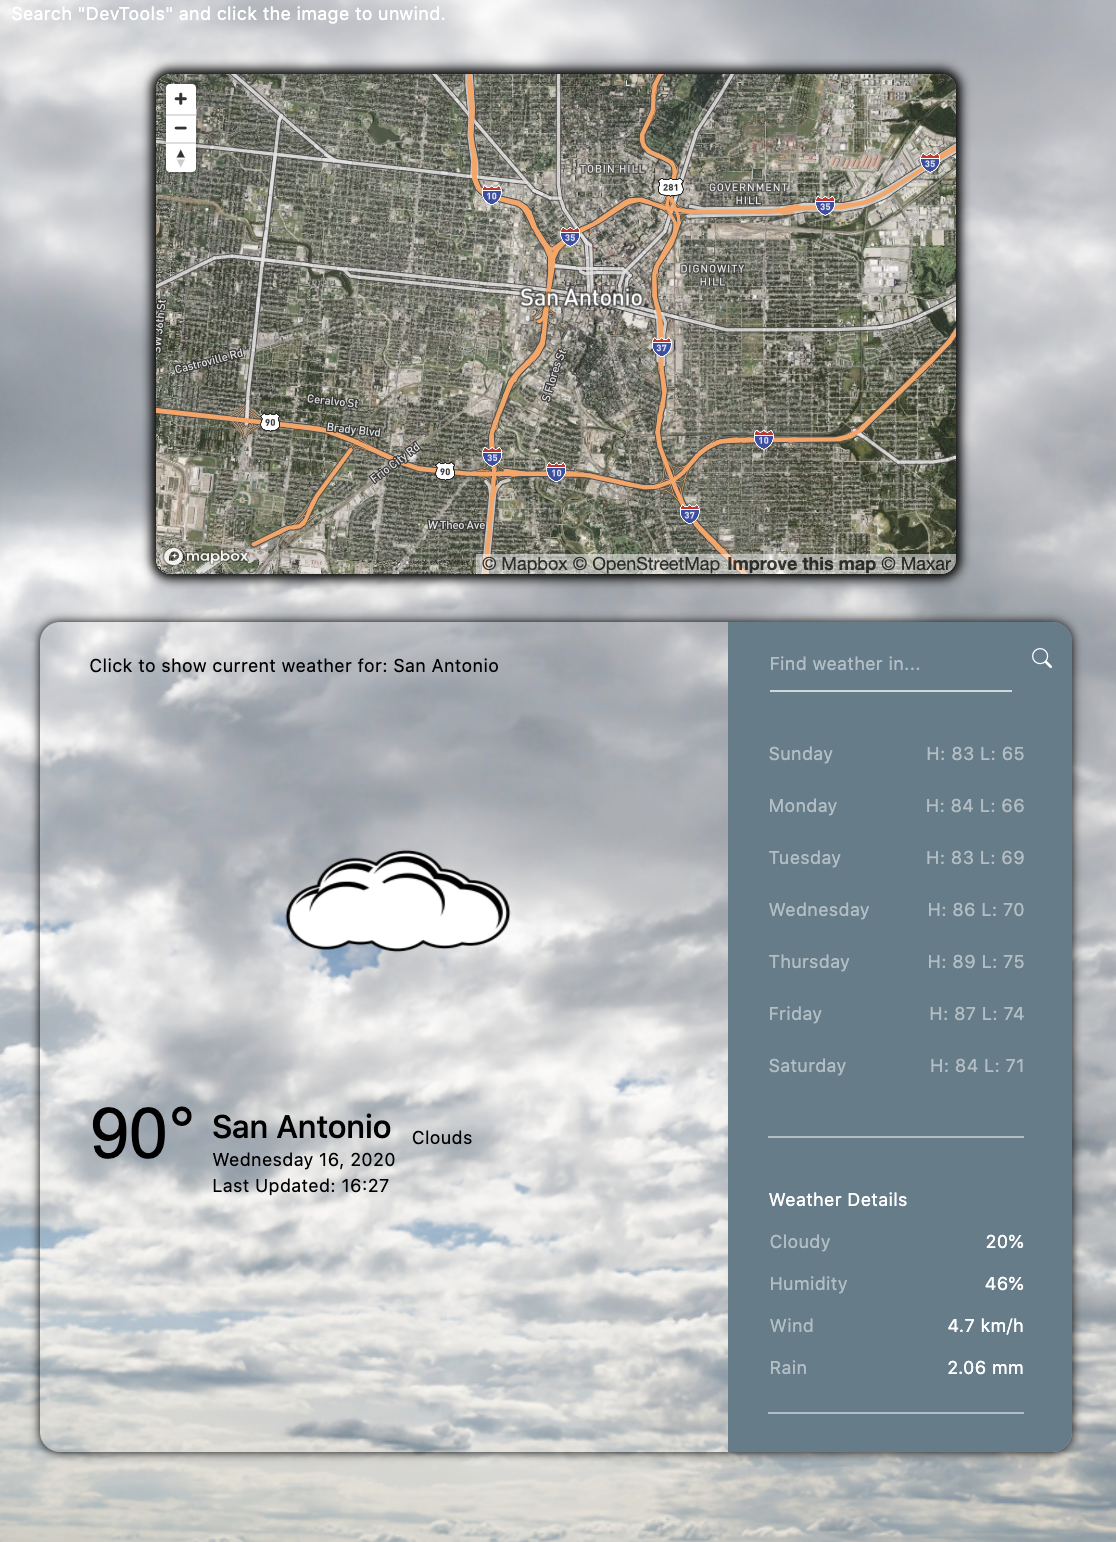 Search "DevTools" and click the image to unwind.
TOBIN HILL
35
281
GOVERNMENT
HILL
10
35
35
DIGNOWITY
HILL
San Antonio
SW 36th St
37
Castroville Rd
S Flores St
Ceralvo St
90
Brady Blvd
10
Frio City Rd
35
90
10
37
W Theo Ave
mapbox
© Mapbox © OpenStreetMap Improve this map © Maxar
Click to show current weather for: San Antonio
Find weather in...
Sunday H: 83 L: 65
Monday H: 84 L: 66
Tuesday H: 83 L: 69
Wednesday H: 86 L: 70
Thursday H: 89 L: 75
Friday H: 87 L: 74
Saturday H: 84 L: 71
90° San Antonio Clouds
Wednesday 16, 2020
Last Updated: 16:27
Weather Details
Cloudy 20%
Humidity 46%
Wind 4.7 km/h
Rain 2.06 mm